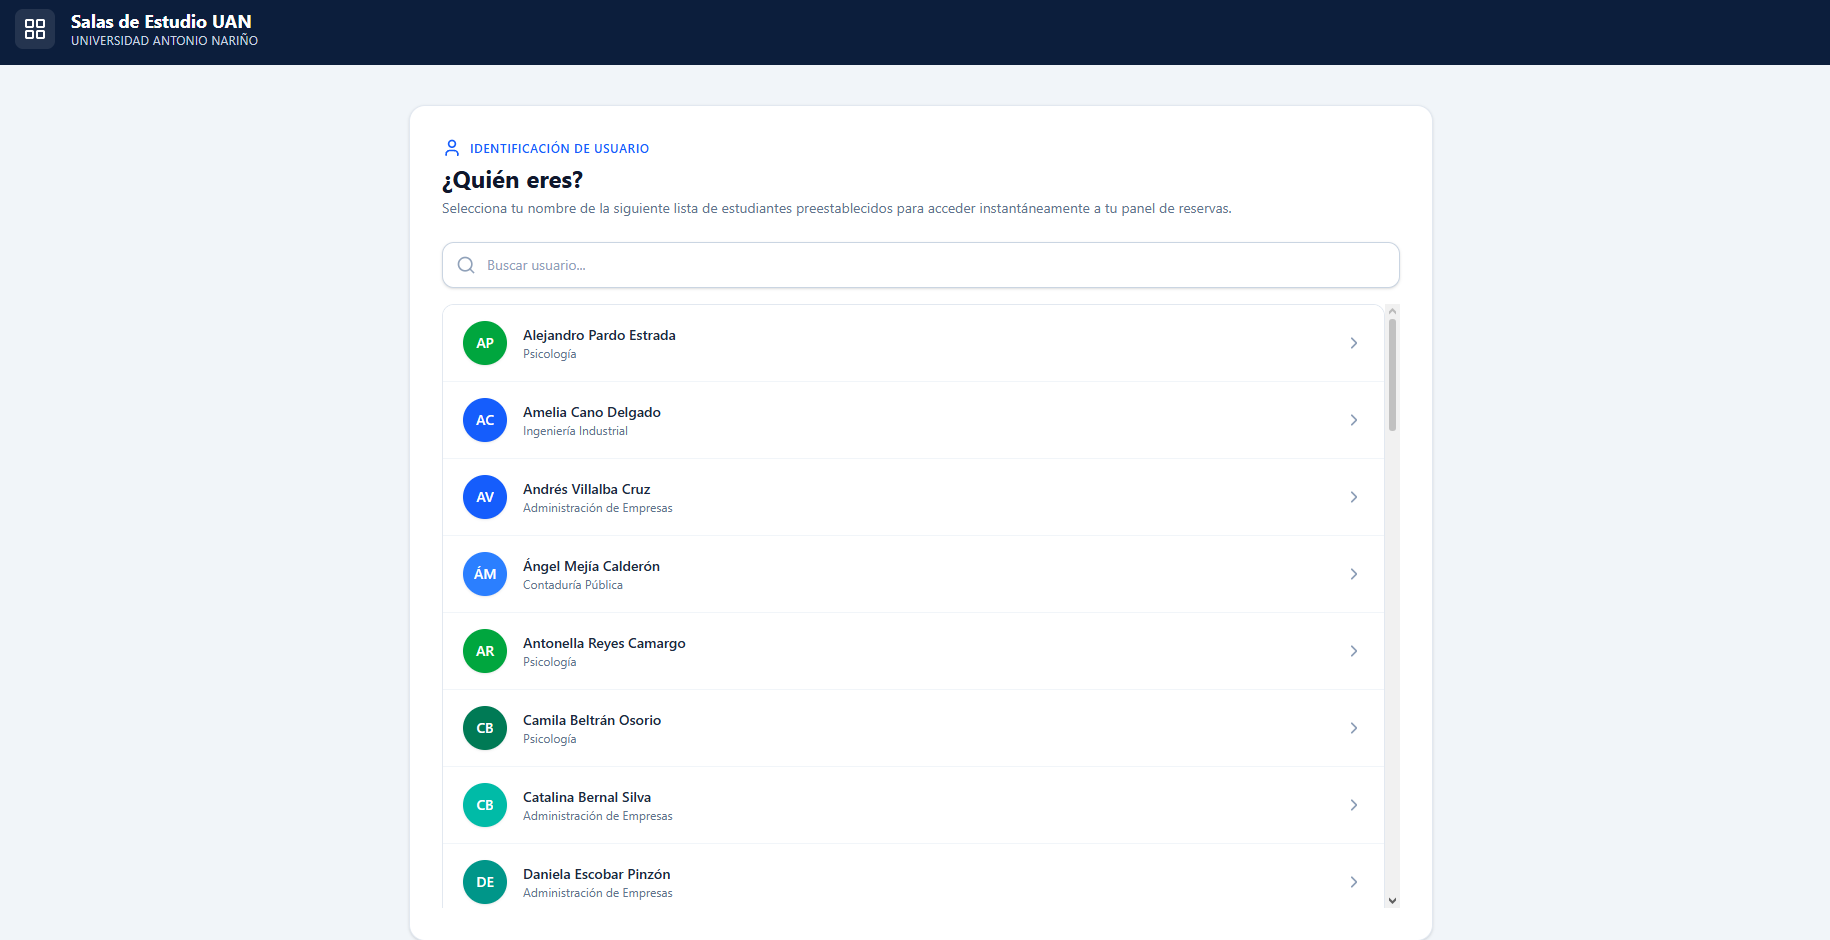 Salas de Estudio UAN
UNIVERSIDAD ANTONIO NARIÑO
IDENTIFICACIÓN DE USUARIO
¿Quién eres?
Selecciona tu nombre de la siguiente lista de estudiantes preestablecidos para acceder instantáneamente a tu panel de reservas.
Buscar usuario...
AP
Alejandro Pardo Estrada
Psicología
AC
Amelia Cano Delgado
Ingeniería Industrial
AV
Andrés Villalba Cruz
Administración de Empresas
ÁM
Ángel Mejía Calderón
Contaduría Pública
AR
Antonella Reyes Camargo
Psicología
CB
Camila Beltrán Osorio
Psicología
CB
Catalina Bernal Silva
Administración de Empresas
DE
Daniela Escobar Pinzón
Administración de Empresas